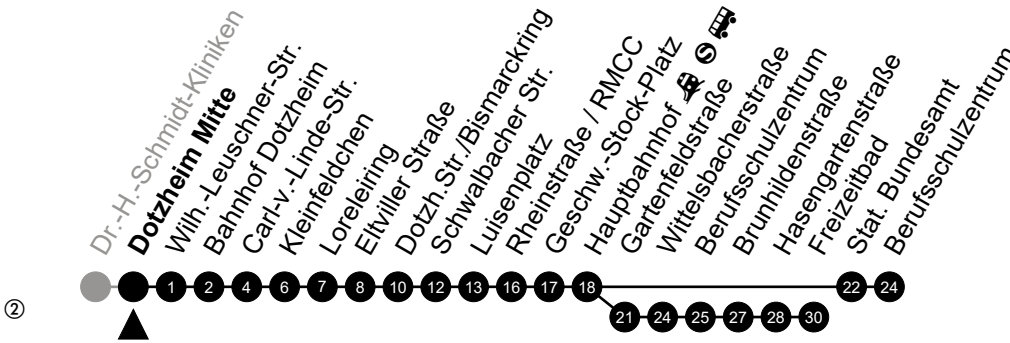 Dr.-H.-Schmidt-Kliniken
Dotzheim Mitte
Wilh.-Leuschner-Str.
Bahnhof Dotzheim
Carl-v.-Linde-Str.
Kleinfeldchen
Loreleiring
Eltviller Straße
Dotzh.Str./Bismarckring
Schwalbacher Str.
Luisenplatz
Rheinstraße / RMCC
Geschw.-Stock-Platz
Hauptbahnhof S
Gartenfeldstraße
Wittelsbacherstraße
Berufsschulzentrum
Brunhildenstraße
Hasengartenstraße
Freizeitbad
Stat. Bundesamt
Berufsschulzentrum
1 2 4 6 7 8 10 12 13 16 17 18 22 24
② 21 24 25 27 28 30